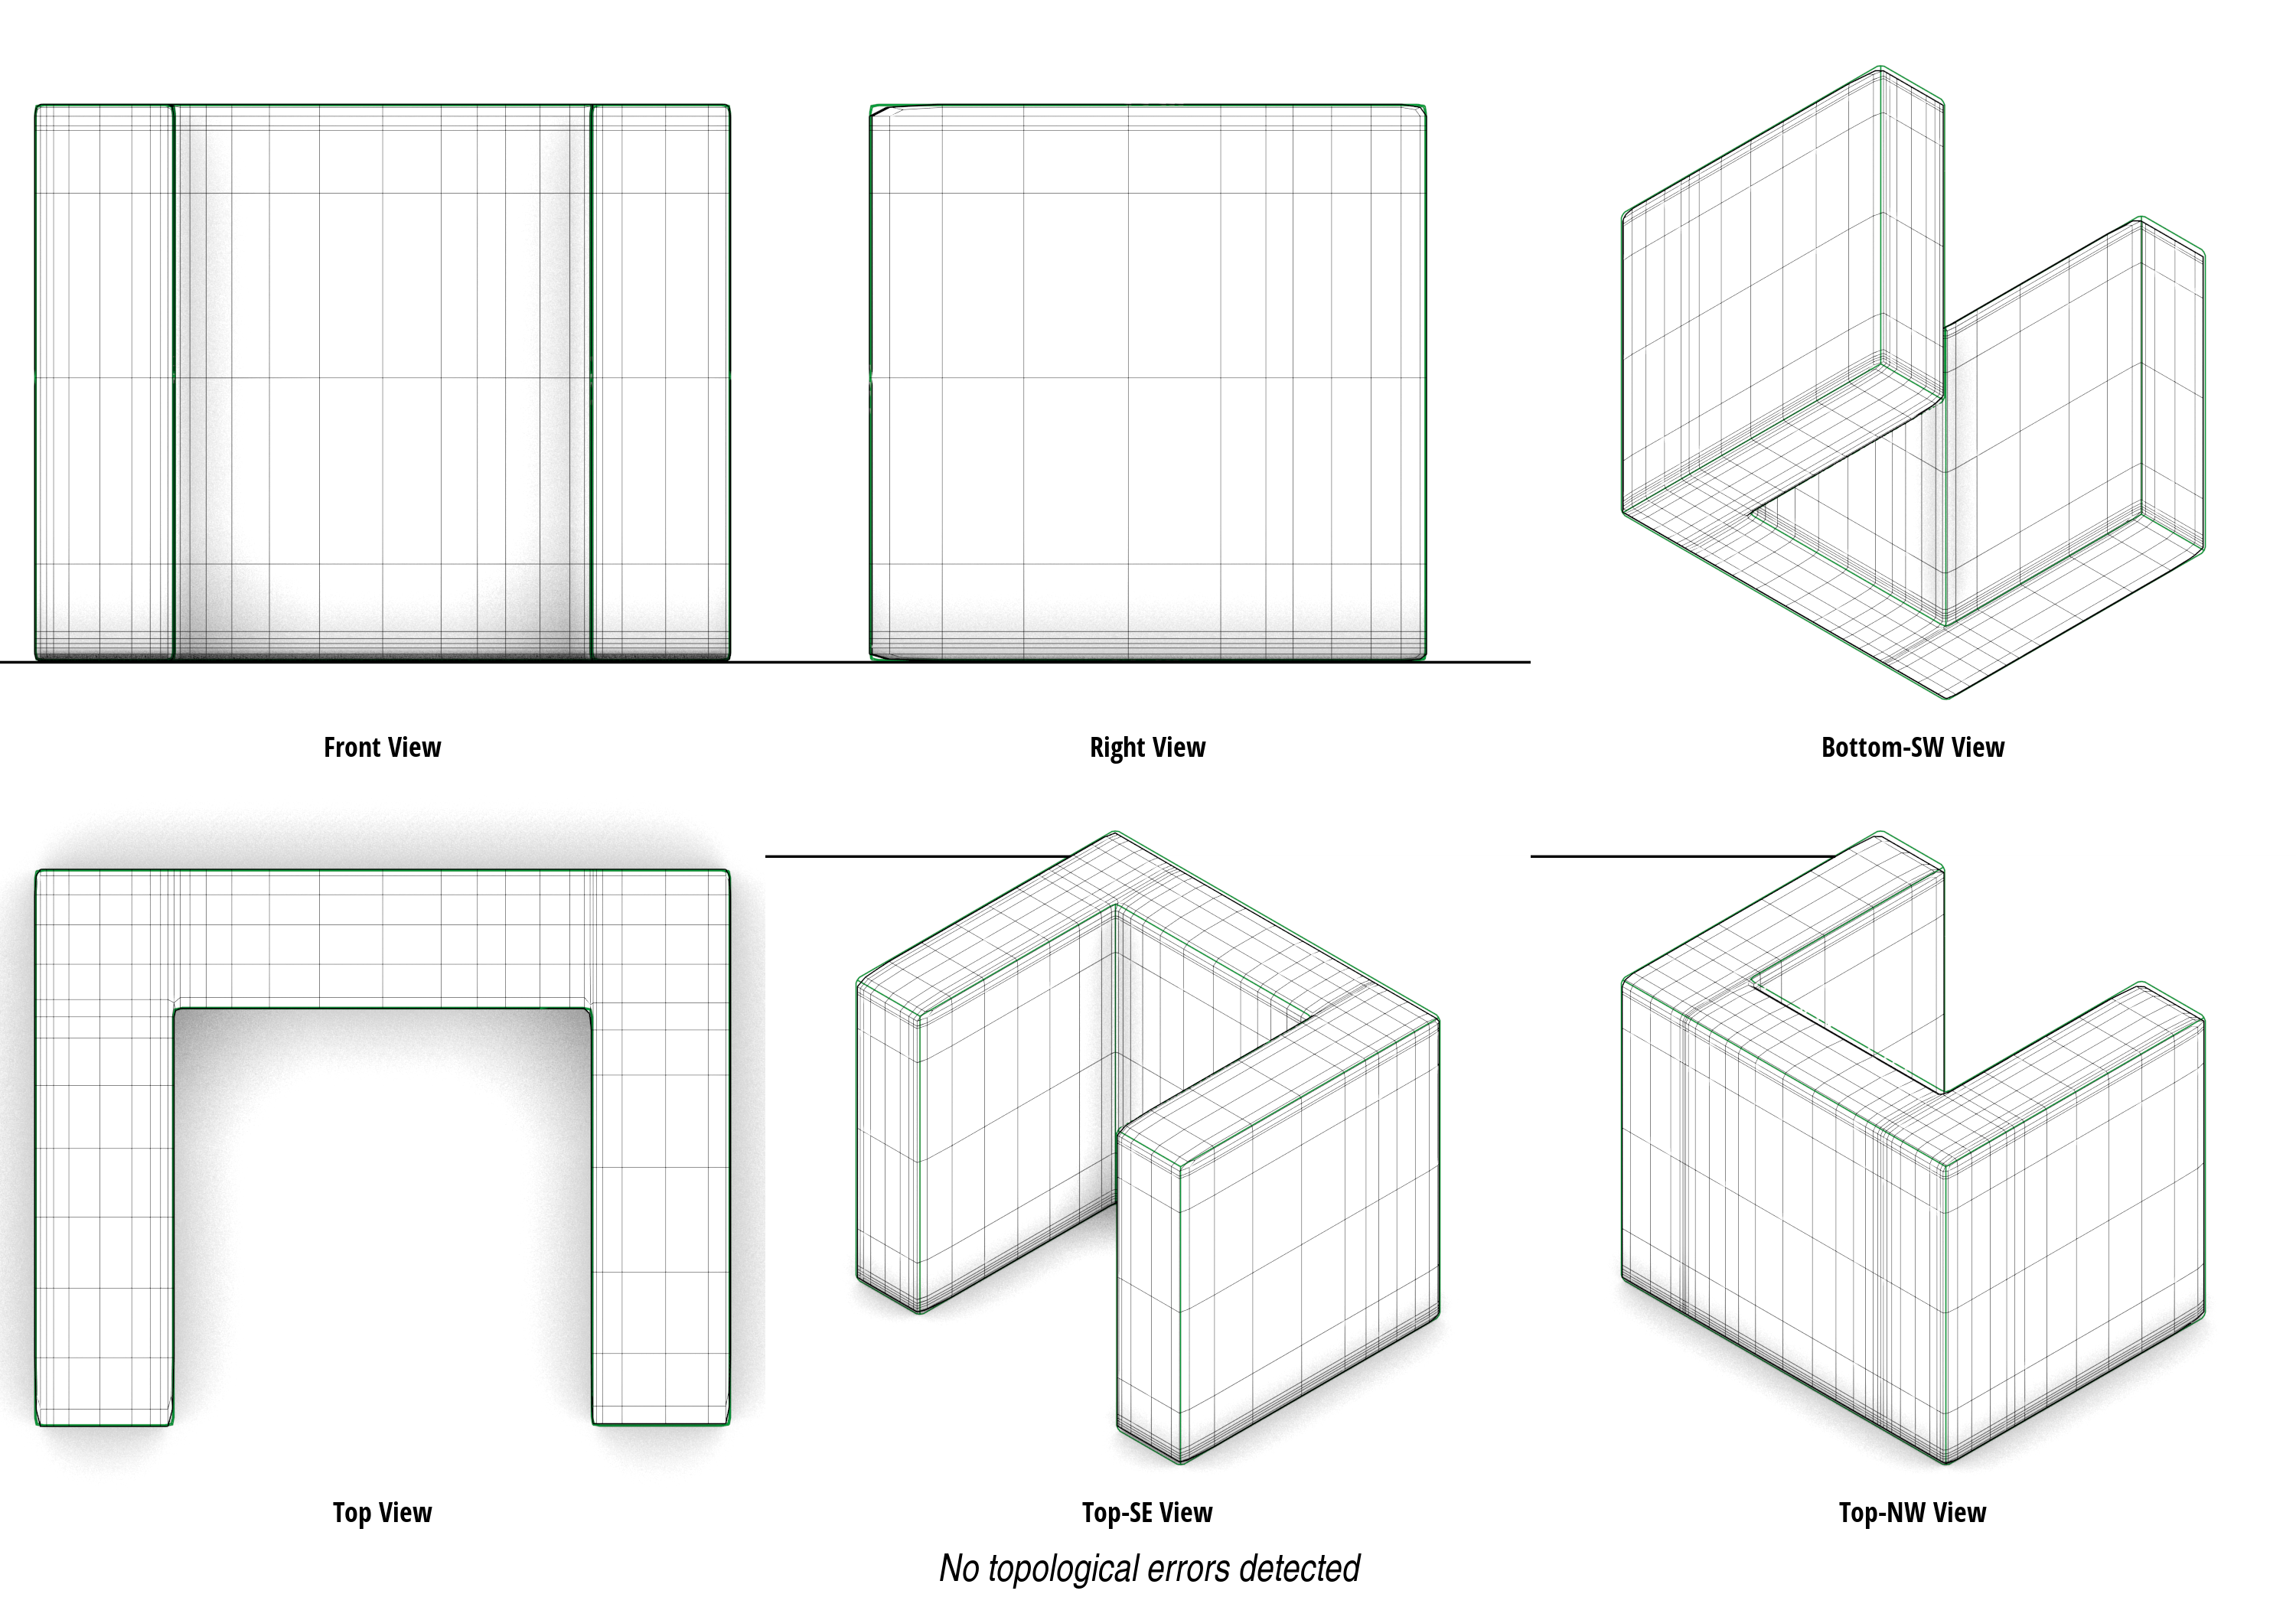 Front View
Right View
Bottom-SW View
Top View
Top-SE View
Top-NW View
No topological errors detected